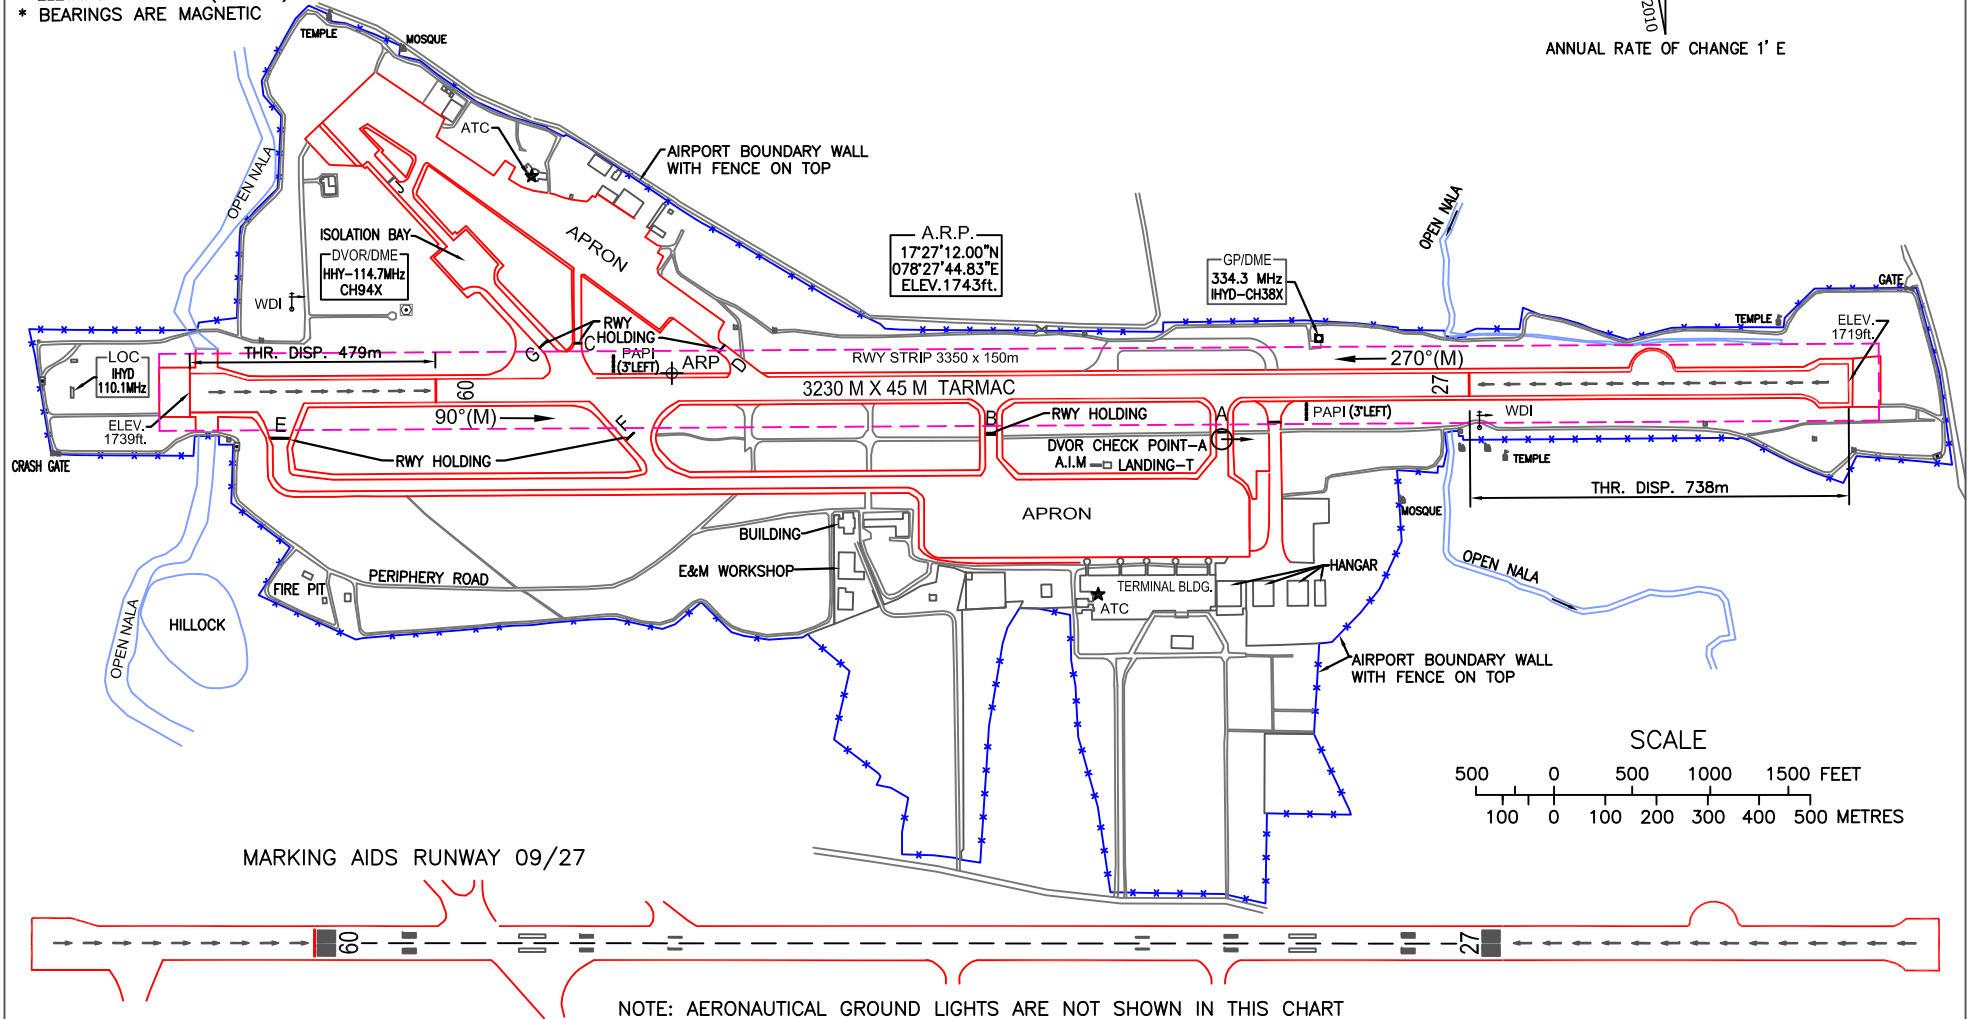 * BEARINGS ARE MAGNETIC
2010
ANNUAL RATE OF CHANGE 1' E
TEMPLE
MOSQUE
ATC
AIRPORT BOUNDARY WALL
WITH FENCE ON TOP
OPEN NALA
ISOLATION BAY
DVOR/DME
HHY-114.7MHz
CH94X
WDI
APRON
J
A.R.P.
17°27'12.00"N
078°27'44.83"E
ELEV.1743ft.
GP/DME
334.3 MHz
IHYD-CH38X
OPEN NALA
GATE
TEMPLE
ELEV.
1719ft.
LOC
IHYD
110.1MHz
THR. DISP. 479m
G
C
RWY
HOLDING
PAPI
(3°LEFT)
ARP
D
RWY STRIP 3350 x 150m
270°(M)
09
3230 M X 45 M TARMAC
27
90°(M)
ELEV.
1739ft.
E
F
RWY HOLDING
B
RWY HOLDING
A
PAPI (3°LEFT)
WDI
DVOR CHECK POINT-A
A.I.M
LANDING-T
CRASH GATE
TEMPLE
THR. DISP. 738m
MOSQUE
APRON
BUILDING
E&M WORKSHOP
PERIPHERY ROAD
FIRE PIT
HILLOCK
OPEN NALA
TERMINAL BLDG.
ATC
HANGAR
OPEN NALA
AIRPORT BOUNDARY WALL
WITH FENCE ON TOP
SCALE
500 0 500 1000 1500 FEET
100 0 100 200 300 400 500 METRES
MARKING AIDS RUNWAY 09/27
09
27
NOTE: AERONAUTICAL GROUND LIGHTS ARE NOT SHOWN IN THIS CHART